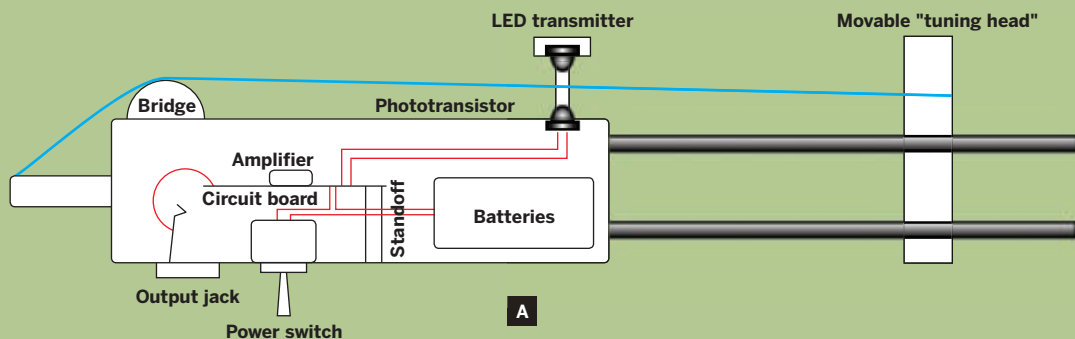 LED transmitter
Movable "tuning head"
Bridge
Phototransistor
Amplifier
Circuit board
Standoff
Batteries
Output jack
A
Power switch